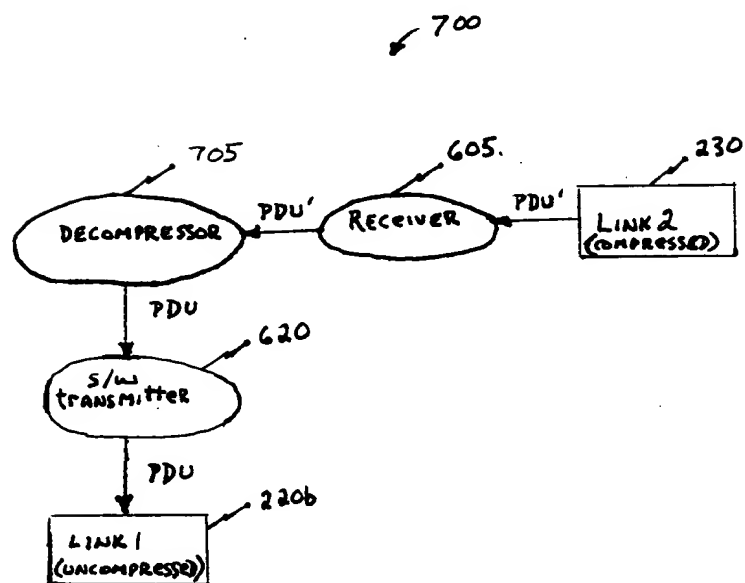 700
705
605.
230
DECOMPRESSOR
PDU'
RECEIVER
PDU'
LINK 2
(COMPRESSED)
PDU
620
S/W
transmitter
PDU
220b
LINK 1
(UNCOMPRESSED)